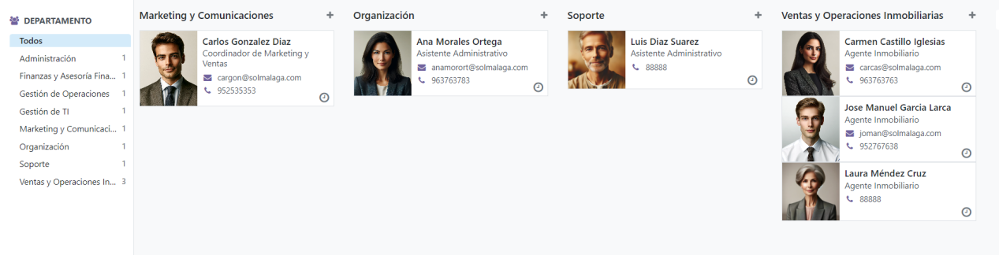 DEPARTAMENTO
Todos
Administración 1
Finanzas y Asesoría Fina... 1
Gestión de Operaciones 1
Gestión de TI 1
Marketing y Comunicaci... 1
Organización 1
Soporte 1
Ventas y Operaciones In... 3
Marketing y Comunicaciones +
Carlos Gonzalez Diaz
Coordinador de Marketing y
Ventas
cargon@solmalaga.com
952535353
Organización +
Ana Morales Ortega
Asistente Administrativo
anamorort@solmalaga.com
963763783
Soporte +
Luis Diaz Suarez
Asistente Administrativo
88888
Ventas y Operaciones Inmobiliarias +
Carmen Castillo Iglesias
Agente Inmobiliario
carcas@solmalaga.com
963763763
Jose Manuel Garcia Larca
Agente Inmobiliario
joman@solmalaga.com
952767638
Laura Méndez Cruz
Agente Inmobiliario
88888